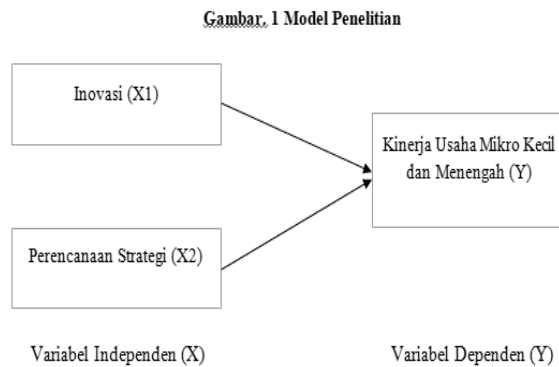 Gambar. 1 Model Penelitian
Inovasi (X1)
Kinerja Usaha Mikro Kecil
dan Menengah (Y)
Perencanaan Strategi (X2)
Variabel Independen (X)
Variabel Dependen (Y)